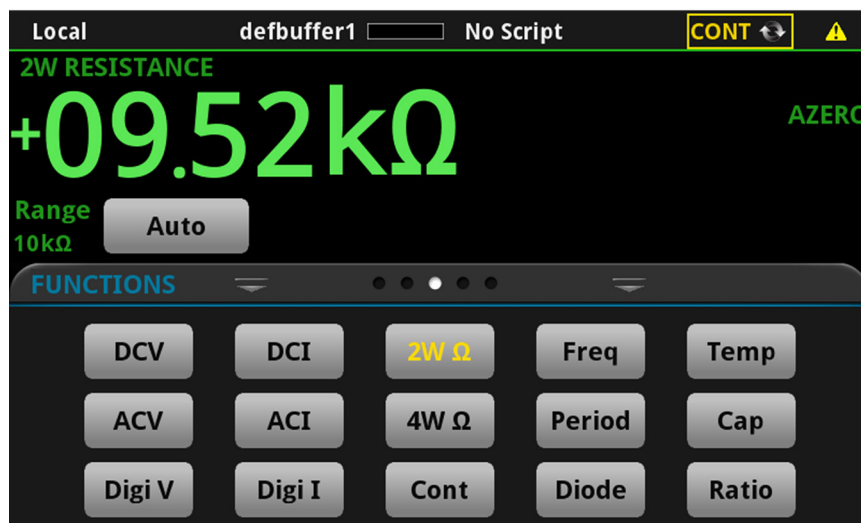 Local defbuffer1 No Script CONT
2W RESISTANCE
+09.52kΩ
AZERO
Range
10kΩ
Auto
FUNCTIONS
DCV DCI 2W Ω Freq Temp
ACV ACI 4W Ω Period Cap
Digi V Digi I Cont Diode Ratio